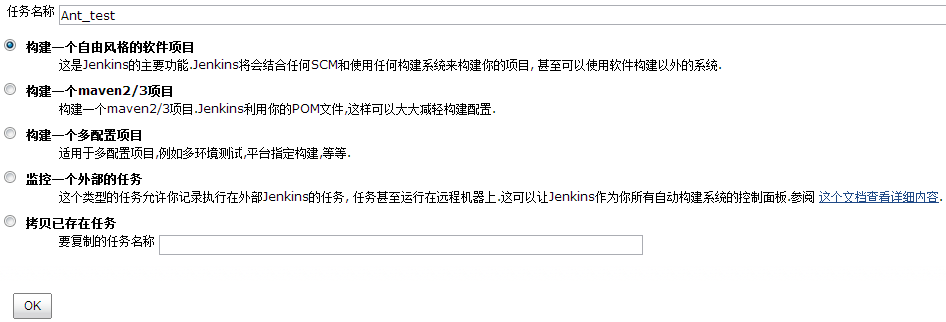 任务名称 Ant_test
构建一个自由风格的软件项目
这是Jenkins的主要功能.Jenkins将会结合任何SCM和使用任何构建系统来构建你的项目, 甚至可以使用软件构建以外的系统.
构建一个maven2/3项目
构建一个maven2/3项目.Jenkins利用你的POM文件,这样可以大大减轻构建配置.
构建一个多配置项目
适用于多配置项目,例如多环境测试,平台指定构建,等等.
监控一个外部的任务
这个类型的任务允许你记录执行在外部Jenkins的任务, 任务甚至运行在远程机器上.这可以让Jenkins作为你所有自动构建系统的控制面板.参阅 这个文档查看详细内容.
拷贝已存在任务
要复制的任务名称
OK